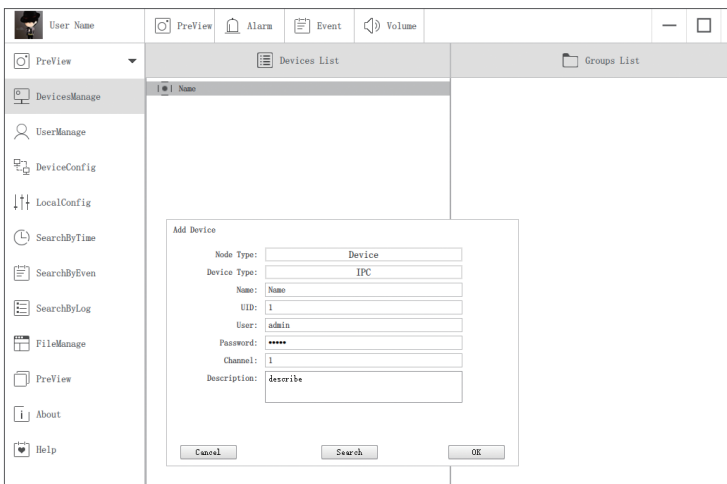 User Name
PreView
Alarm
Event
Volume
PreView
DevicesManage
UserManage
DeviceConfig
LocalConfig
SearchByTime
SearchByEven
SearchByLog
FileManage
PreView
About
Help
Devices List
Groups List
Name
Add Device
Node Type: Device
Device Type: IPC
Name: Name
UID: 1
User: admin
Password: •••••
Channel: 1
Description: describe
Cancel
Search
OK